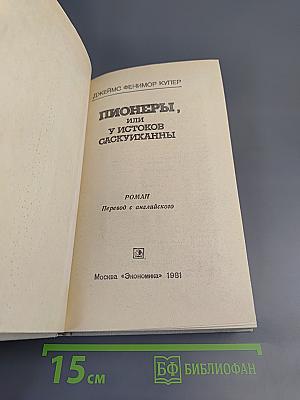 ДЖЕЙМС ФЕНИМОР КУПЕР
ПИОНЕРЫ,
ИЛИ
У ИСТОКОВ
САСКУИХАННЫ
РОМАН
Перевод с английского
Москва «Экономика» 1981
15 см
БФ БИБЛИОФАН